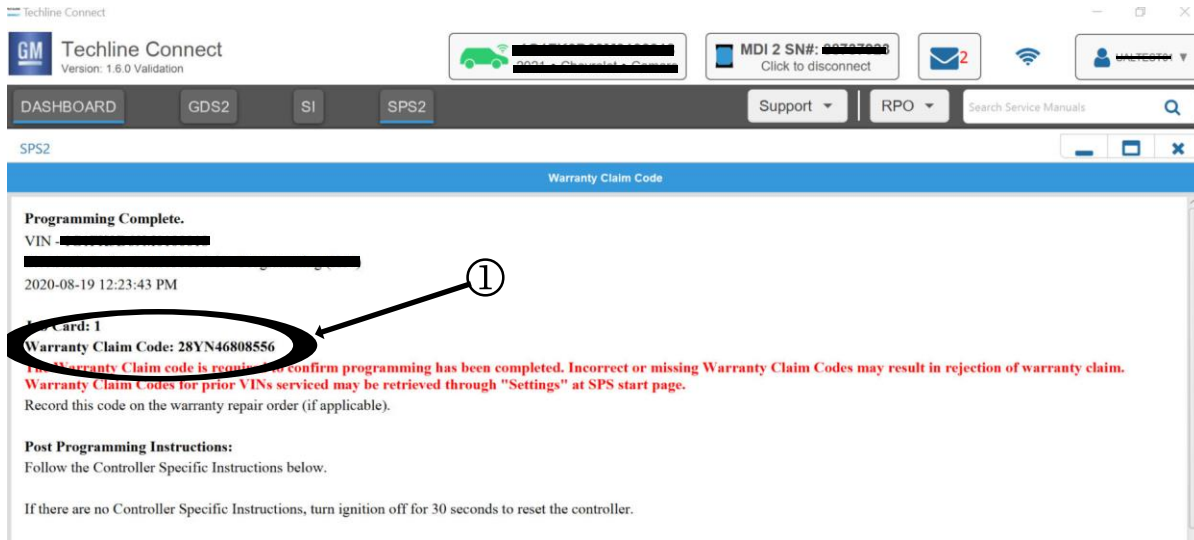 Techline Connect
GM
Techline Connect
Version: 1.6.0 Validation
2021 • Chevrolet • Camaro
MDI 2 SN#:
Click to disconnect
2
DASHBOARD
GDS2
SI
SPS2
Support
RPO
Search Service Manuals
SPS2
Warranty Claim Code
Programming Complete.
VIN -
2020-08-19 12:23:43 PM
①
Job Card: 1
Warranty Claim Code: 28YN46808556
The Warranty Claim code is required to confirm programming has been completed. Incorrect or missing Warranty Claim Codes may result in rejection of warranty claim.
Warranty Claim Codes for prior VINs serviced may be retrieved through "Settings" at SPS start page.
Record this code on the warranty repair order (if applicable).
Post Programming Instructions:
Follow the Controller Specific Instructions below.
If there are no Controller Specific Instructions, turn ignition off for 30 seconds to reset the controller.